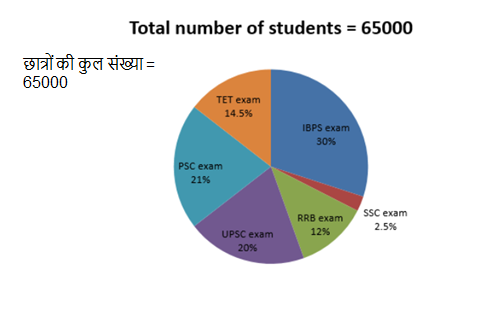 Total number of students = 65000
छात्रों की कुल संख्या =
65000
TET exam
14.5%
IBPS exam
30%
PSC exam
21%
SSC exam
2.5%
RRB exam
12%
UPSC exam
20%